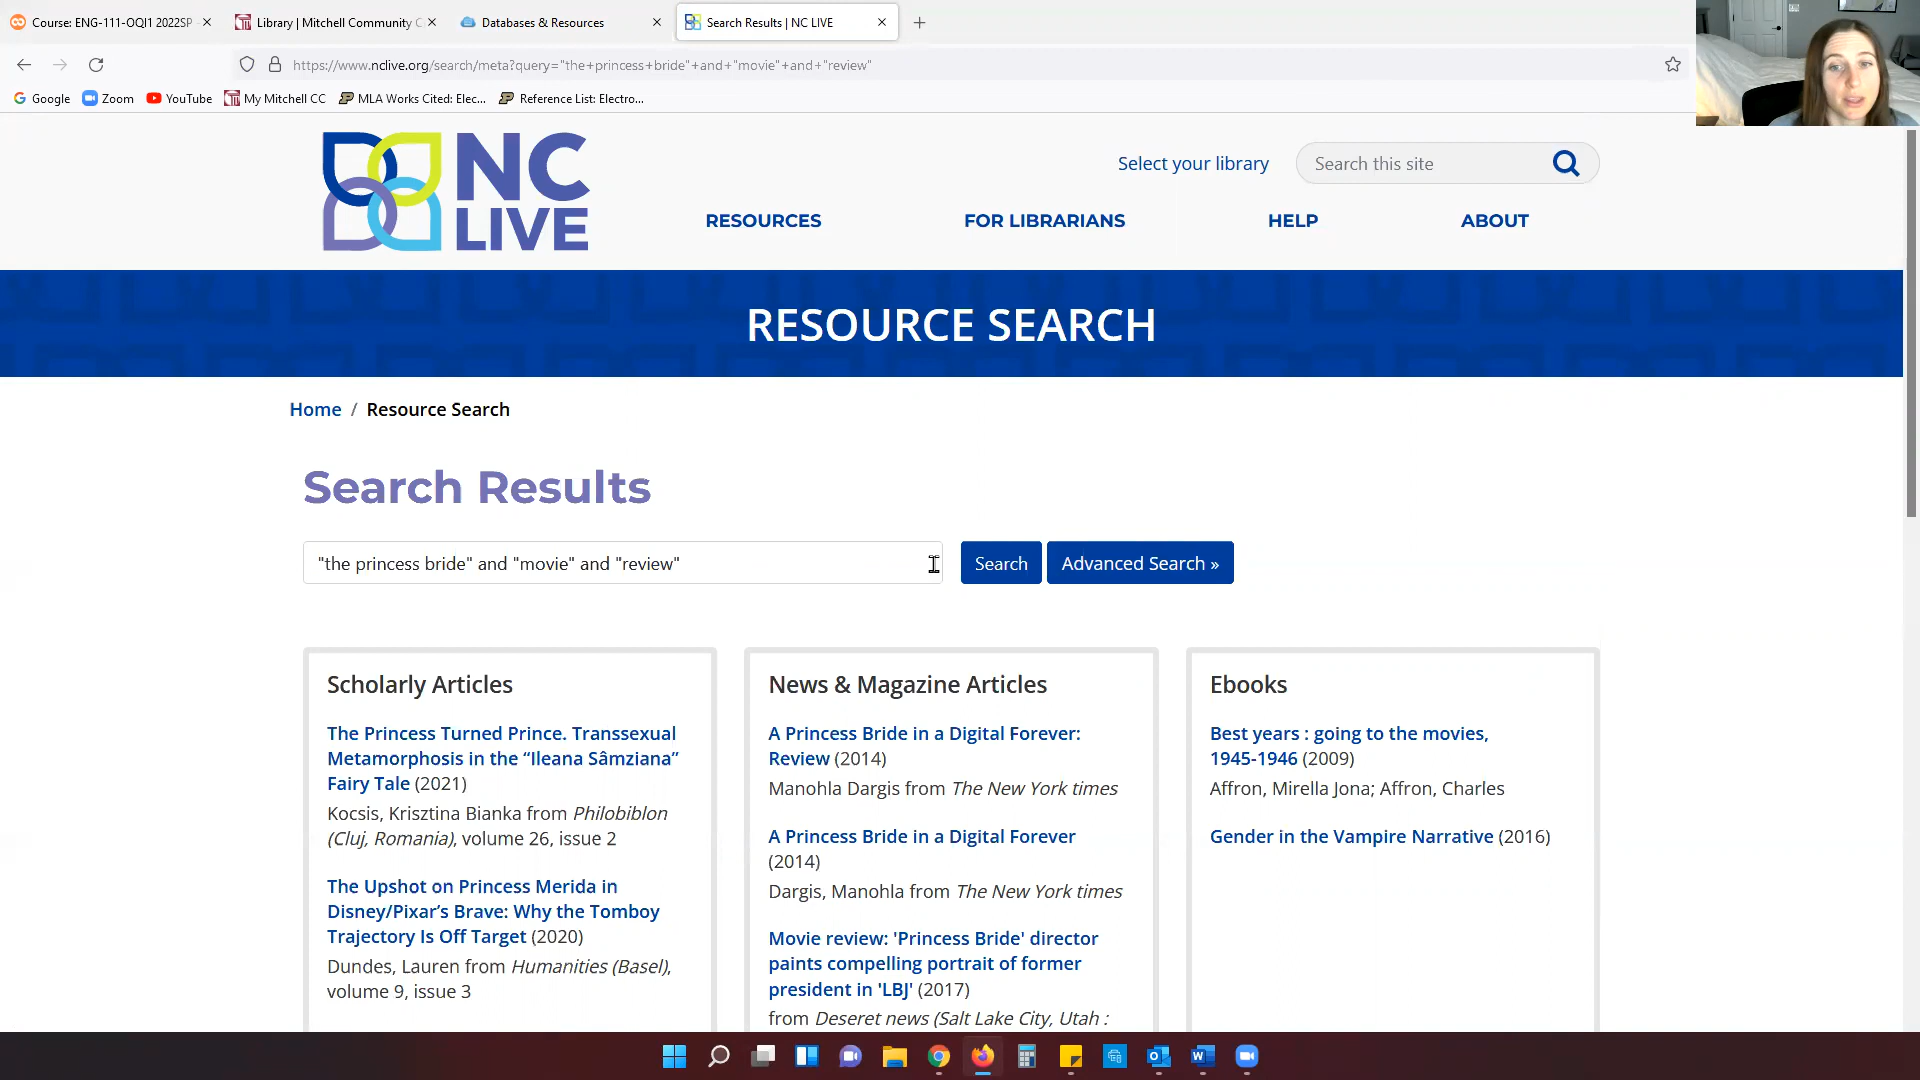 Course: ENG-111-OQI1 2022SP
Library | Mitchell Community C
Databases & Resources
Search Results | NC LIVE
https://www.nclive.org/search/meta?query="the+princess+bride"+and+"movie"+and+"review"
Google
Zoom
YouTube
My Mitchell CC
MLA Works Cited: Elec...
Reference List: Electro...
NC
LIVE
Select your library
Search this site
RESOURCES
FOR LIBRARIANS
HELP
ABOUT
RESOURCE SEARCH
Home / Resource Search
Search Results
"the princess bride" and "movie" and "review"
Search
Advanced Search »
Scholarly Articles
The Princess Turned Prince. Transsexual
Metamorphosis in the “Ileana Sâmziana”
Fairy Tale (2021)
Kocsis, Krisztina Bianka from Philobiblon
(Cluj, Romania), volume 26, issue 2
The Upshot on Princess Merida in
Disney/Pixar’s Brave: Why the Tomboy
Trajectory Is Off Target (2020)
Dundes, Lauren from Humanities (Basel),
volume 9, issue 3
News & Magazine Articles
A Princess Bride in a Digital Forever:
Review (2014)
Manohla Dargis from The New York times
A Princess Bride in a Digital Forever
(2014)
Dargis, Manohla from The New York times
Movie review: 'Princess Bride' director
paints compelling portrait of former
president in 'LBJ' (2017)
from Deseret news (Salt Lake City, Utah :
Ebooks
Best years : going to the movies,
1945-1946 (2009)
Affron, Mirella Jona; Affron, Charles
Gender in the Vampire Narrative (2016)